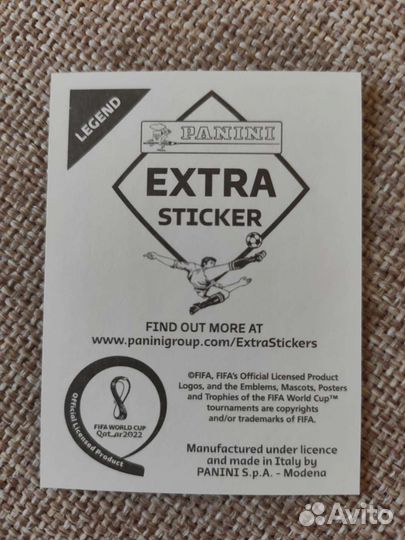 LEGEND
PANINI
EXTRA
STICKER
FIND OUT MORE AT
www.paninigroup.com/ExtraStickers
©FIFA, FIFA's Official Licensed Product
Logos, and the Emblems, Mascots, Posters
and Trophies of the FIFA World Cup™
tournaments are copyrights
and/or trademarks of FIFA.
FIFA WORLD CUP
Qatar2022
Official Licensed Product
Manufactured under licence
and made in Italy by
PANINI S.p.A. - Modena
Avito